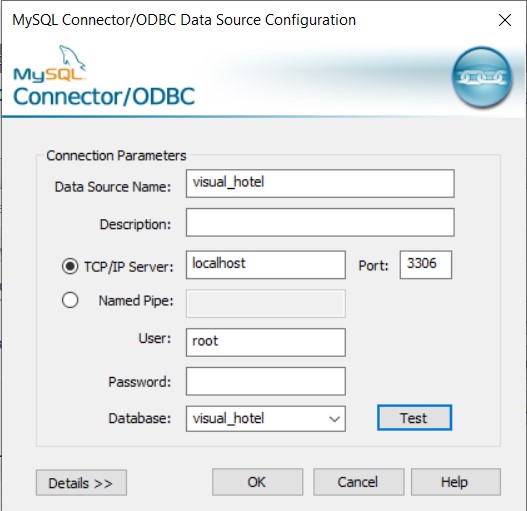 MySQL Connector/ODBC Data Source Configuration
MySQL
Connector/ODBC
Connection Parameters
Data Source Name: visual_hotel
Description:
TCP/IP Server: localhost Port: 3306
Named Pipe:
User: root
Password:
Database: visual_hotel Test
Details >> OK Cancel Help